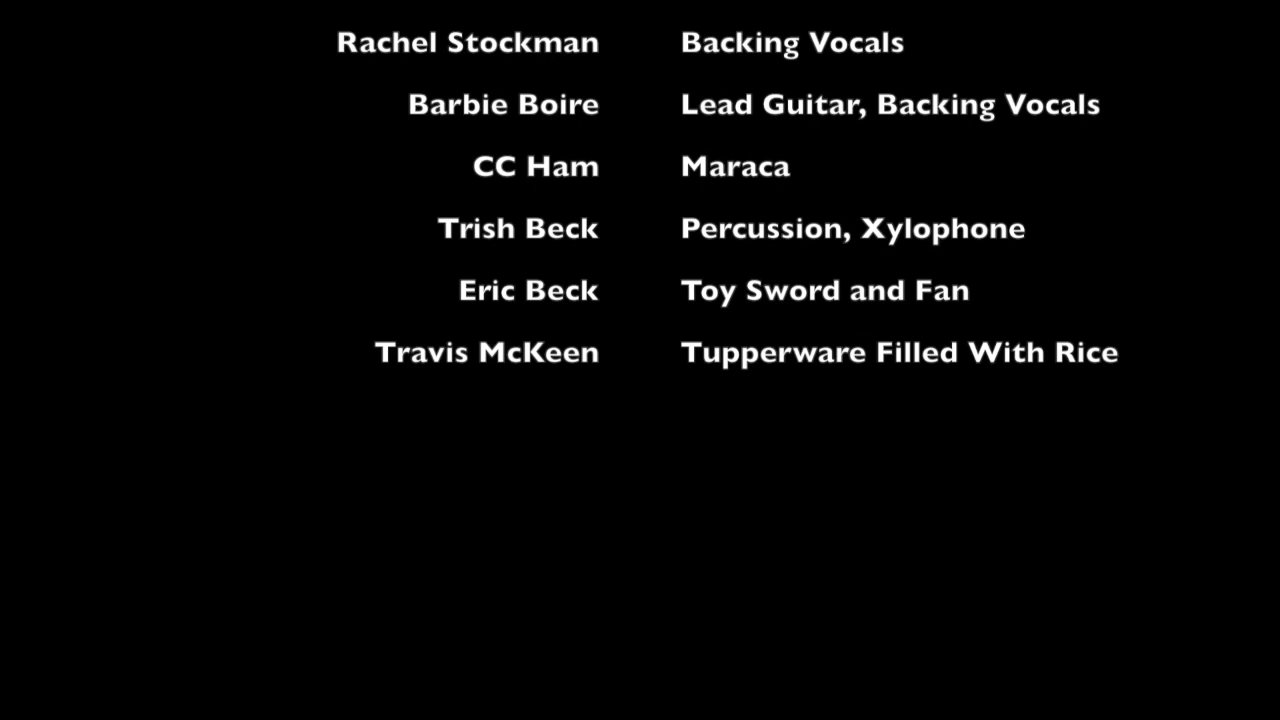 Rachel Stockman Backing Vocals
Barbie Boire Lead Guitar, Backing Vocals
CC Ham Maraca
Trish Beck Percussion, Xylophone
Eric Beck Toy Sword and Fan
Travis McKeen Tupperware Filled With Rice